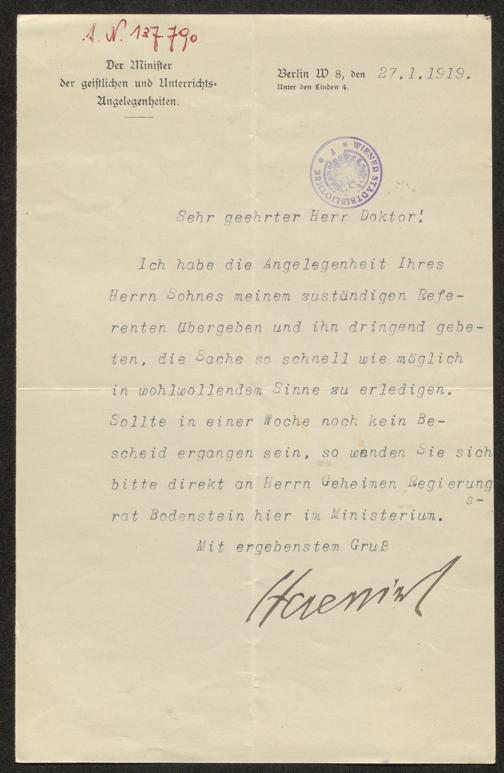 J. N. 137790
Der Minister
der geistlichen und Unterrichts-
Angelegenheiten.
Berlin W 8, den 27.1.1919.
Unter den Linden 4.
WIENER STADTBIBLIOTHEK
Sehr geehrter Herr Doktor!
Ich habe die Angelegenheit Ihres
Herrn Sohnes meinem zuständigen Refe-
renten übergeben und ihn dringend gebe-
ten, die Sache so schnell wie möglich
in wohlwollendem Sinne zu erledigen.
Sollte in einer Woche noch kein Be-
scheid ergangen sein, so wenden Sie sich
bitte direkt an Herrn Geheimen Regierung
s-
rat Bodenstein hier im Ministerium.
Mit ergebenstem Gruß
Haenisch